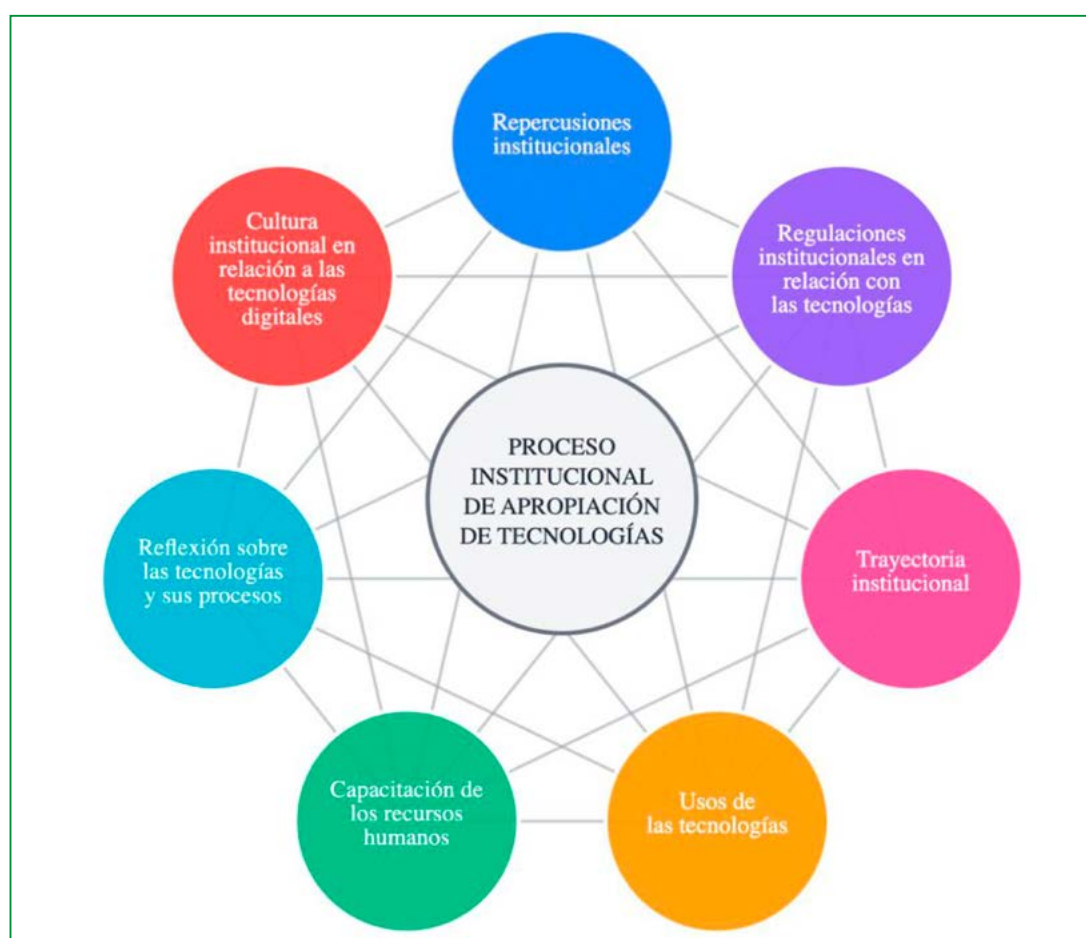 Repercusiones
institucionales
Cultura
institucional en
relación a las
tecnologías
digitales
Regulaciones
institucionales en
relación con
las tecnologías
PROCESO
INSTITUCIONAL
DE APROPIACIÓN
DE TECNOLOGÍAS
Reflexión sobre
las tecnologías
y sus procesos
Trayectoria
institucional
Capacitación de
los recursos
humanos
Usos de
las tecnologías